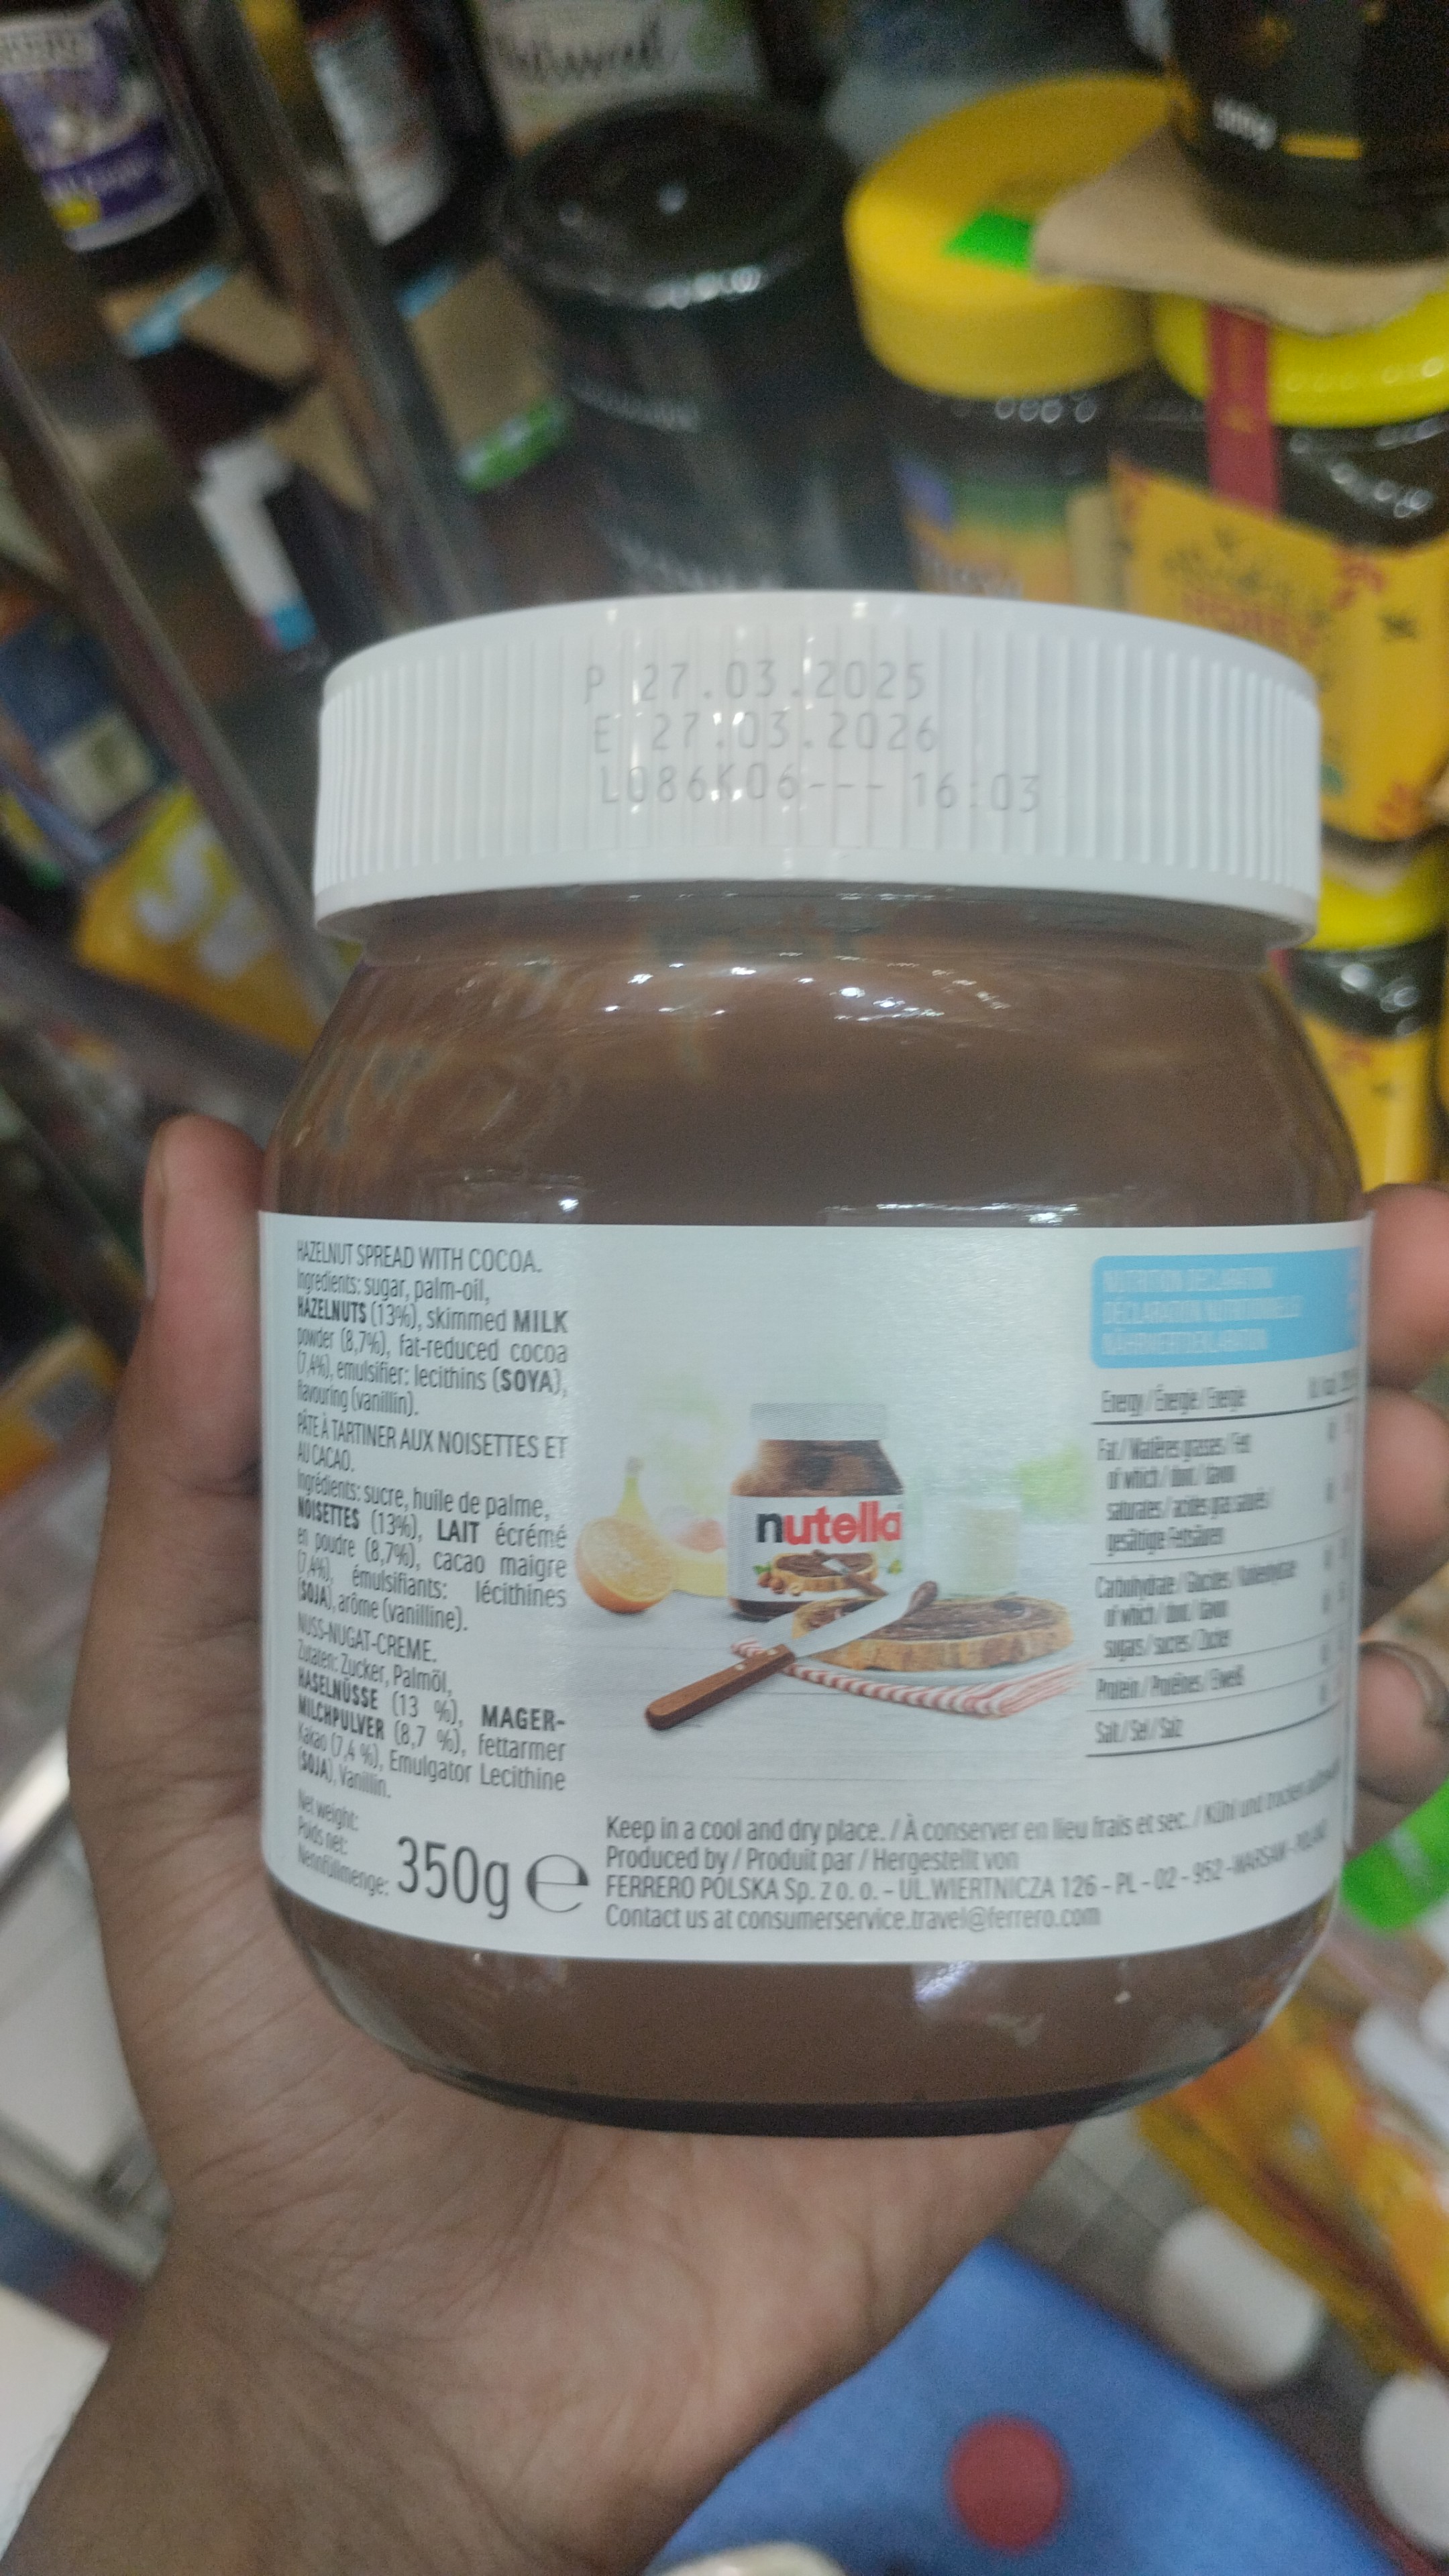 P 27.03.2025
E 27.03.2026
L086K06--- 16:03
HAZELNUT SPREAD WITH COCOA.
Ingredients: sugar, palm-oil,
HAZELNUTS (13%), skimmed MILK
powder (8,7%), fat-reduced cocoa
(7,4%), emulsifier: lecithins (SOYA),
flavouring (vanillin).
PÂTE À TARTINER AUX NOISETTES ET
AU CACAO.
Ingrédients: sucre, huile de palme,
NOISETTES (13%), LAIT écrémé
en poudre (8,7%), cacao maigre
(7,4%), émulsifiants: lécithines
(SOJA), arôme (vanilline).
NUSS-NUGAT-CREME.
Zutaten: Zucker, Palmöl,
HASELNÜSSE (13 %), MAGER-
MILCHPULVER (8,7 %), fettarmer
Kakao (7,4 %), Emulgator Lecithine
(SOJA), Vanillin.
Net weight:
Poids net:
Nennfüllmenge:
350g e
nutella
NUTRITION DECLARATION/
DÉCLARATION NUTRITIONNELLE/
NÄHRWERTDEKLARATION
Energy / Énergie / Energie
Fat / Matières grasses / Fett
of which / dont / davon
saturates / acides gras saturés /
gesättigte Fettsäuren
Carbohydrate / Glucides / Kohlenhydrate
of which / dont / davon
sugars / sucres / Zucker
Protein / Protéines / Eiweiß
Salt / Sel / Salz
Keep in a cool and dry place. / À conserver en lieu frais et sec. / Kühl und trocken
Produced by / Produit par / Hergestellt von
FERRERO POLSKA Sp. z o. o. - UL.WIERTNICZA 126 - PL - 02 - 952 - WARSAW - POLAND
Contact us at consumerservice.travel@ferrero.com